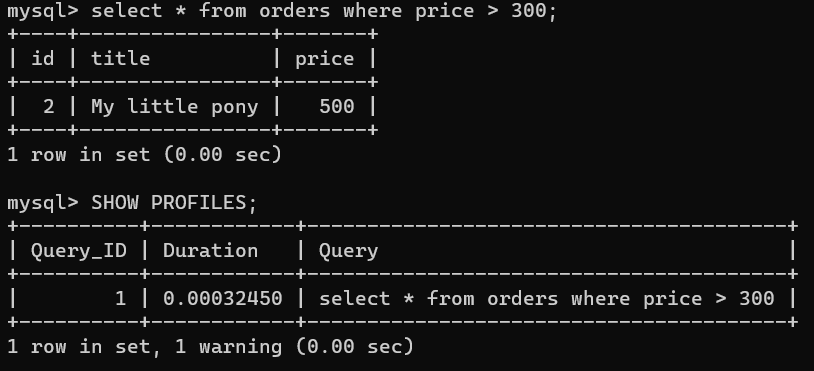 mysql> select * from orders where price > 300;
+----+----------------+-------+
| id | title          | price |
+----+----------------+-------+
|  2 | My little pony |   500 |
+----+----------------+-------+
1 row in set (0.00 sec)

mysql> SHOW PROFILES;
+----------+------------+----------------------------------------+
| Query_ID | Duration   | Query                                  |
+----------+------------+----------------------------------------+
|        1 | 0.00032450 | select * from orders where price > 300 |
+----------+------------+----------------------------------------+
1 row in set, 1 warning (0.00 sec)